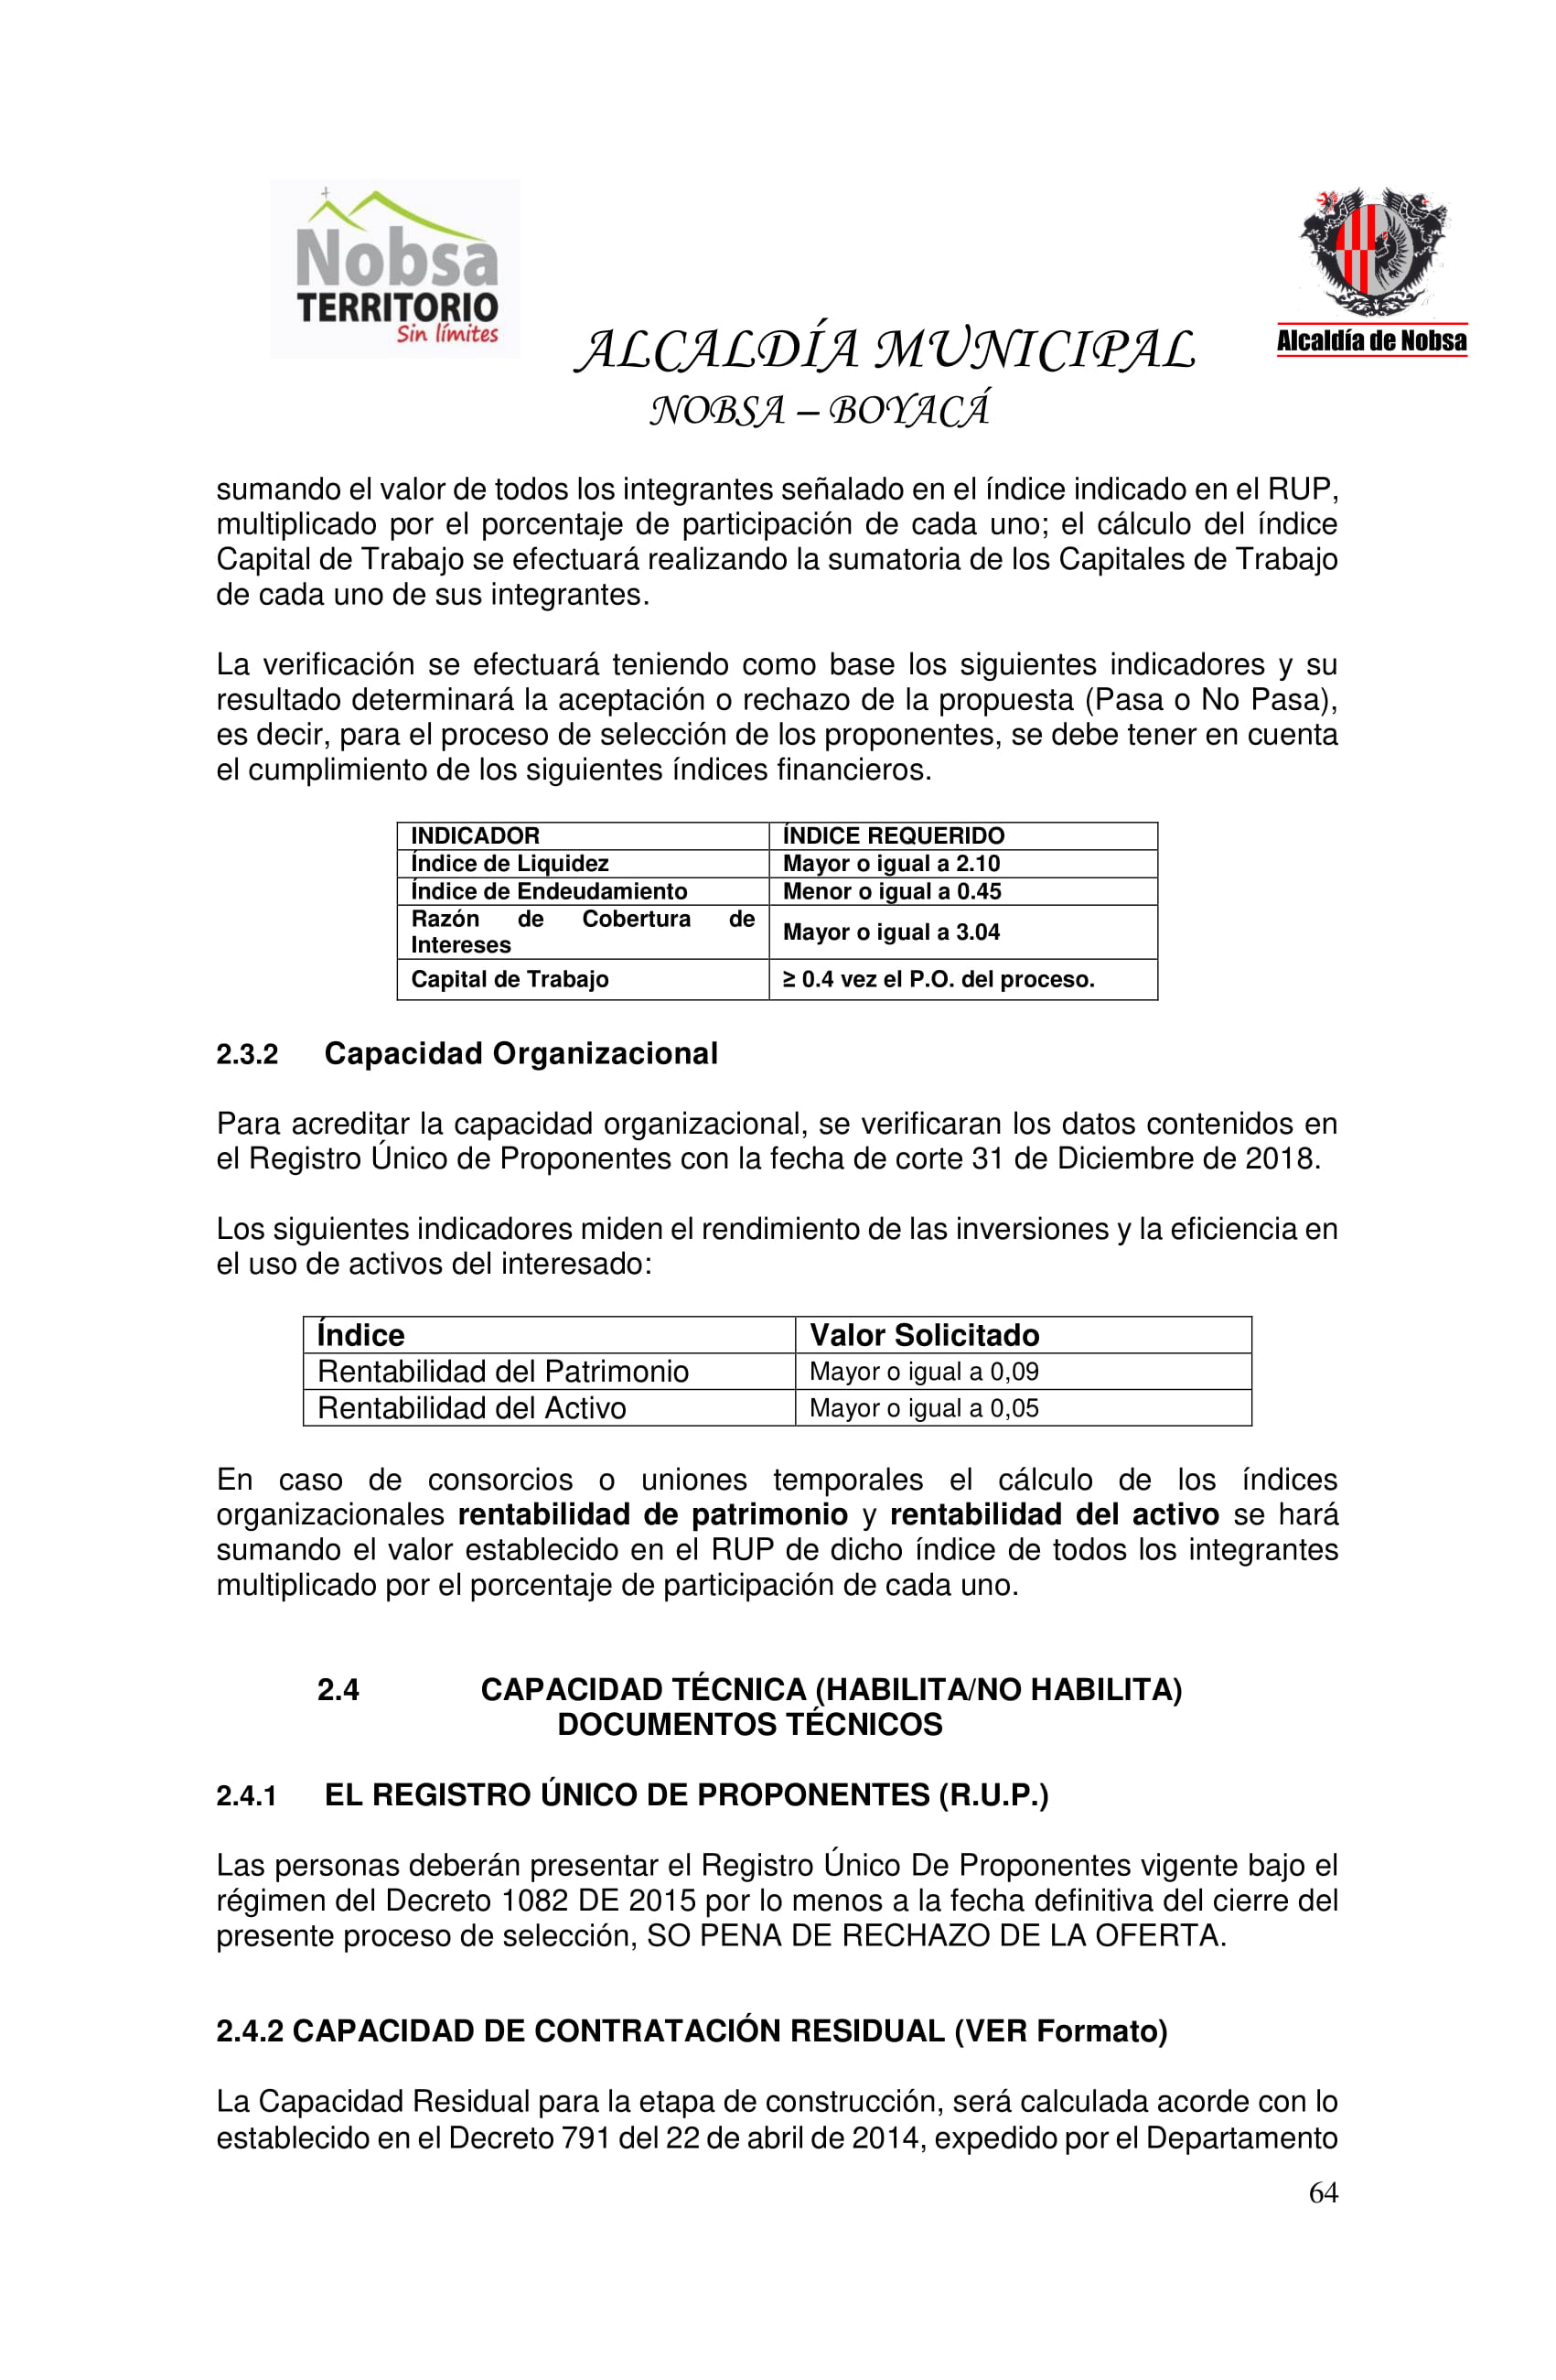 Nobsa
TERRITORIO
Sin límites
Alcaldía de Nobsa
ALCALDÍA MUNICIPAL
NOBSA – BOYACÁ
sumando el valor de todos los integrantes señalado en el índice indicado en el RUP,
multiplicado por el porcentaje de participación de cada uno; el cálculo del índice
Capital de Trabajo se efectuará realizando la sumatoria de los Capitales de Trabajo
de cada uno de sus integrantes.
La verificación se efectuará teniendo como base los siguientes indicadores y su
resultado determinará la aceptación o rechazo de la propuesta (Pasa o No Pasa),
es decir, para el proceso de selección de los proponentes, se debe tener en cuenta
el cumplimiento de los siguientes índices financieros.
INDICADOR ÍNDICE REQUERIDO
Índice de Liquidez Mayor o igual a 2.10
Índice de Endeudamiento Menor o igual a 0.45
Razón de Cobertura de
Intereses Mayor o igual a 3.04
Capital de Trabajo ≥ 0.4 vez el P.O. del proceso.
2.3.2 Capacidad Organizacional
Para acreditar la capacidad organizacional, se verificaran los datos contenidos en
el Registro Único de Proponentes con la fecha de corte 31 de Diciembre de 2018.
Los siguientes indicadores miden el rendimiento de las inversiones y la eficiencia en
el uso de activos del interesado:
Índice Valor Solicitado
Rentabilidad del Patrimonio Mayor o igual a 0,09
Rentabilidad del Activo Mayor o igual a 0,05
En caso de consorcios o uniones temporales el cálculo de los índices
organizacionales rentabilidad de patrimonio y rentabilidad del activo se hará
sumando el valor establecido en el RUP de dicho índice de todos los integrantes
multiplicado por el porcentaje de participación de cada uno.
2.4 CAPACIDAD TÉCNICA (HABILITA/NO HABILITA)
DOCUMENTOS TÉCNICOS
2.4.1 EL REGISTRO ÚNICO DE PROPONENTES (R.U.P.)
Las personas deberán presentar el Registro Único De Proponentes vigente bajo el
régimen del Decreto 1082 DE 2015 por lo menos a la fecha definitiva del cierre del
presente proceso de selección, SO PENA DE RECHAZO DE LA OFERTA.
2.4.2 CAPACIDAD DE CONTRATACIÓN RESIDUAL (VER Formato)
La Capacidad Residual para la etapa de construcción, será calculada acorde con lo
establecido en el Decreto 791 del 22 de abril de 2014, expedido por el Departamento
64